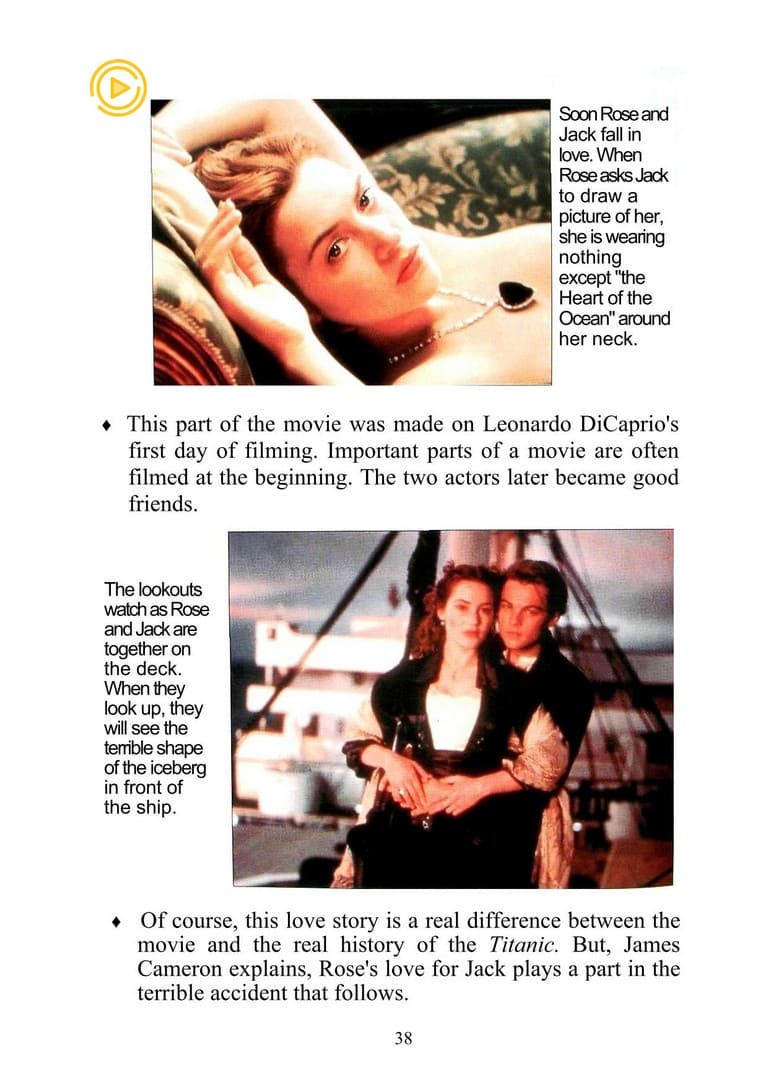 Soon Rose and
Jack fall in
love. When
Rose asks Jack
to draw a
picture of her,
she is wearing
nothing
except "the
Heart of the
Ocean" around
her neck.
♦ This part of the movie was made on Leonardo DiCaprio's
first day of filming. Important parts of a movie are often
filmed at the beginning. The two actors later became good
friends.
The lookouts
watch as Rose
and Jack are
together on
the deck.
When they
look up, they
will see the
terrible shape
of the iceberg
in front of
the ship.
♦ Of course, this love story is a real difference between the
movie and the real history of the Titanic. But, James
Cameron explains, Rose's love for Jack plays a part in the
terrible accident that follows.
38